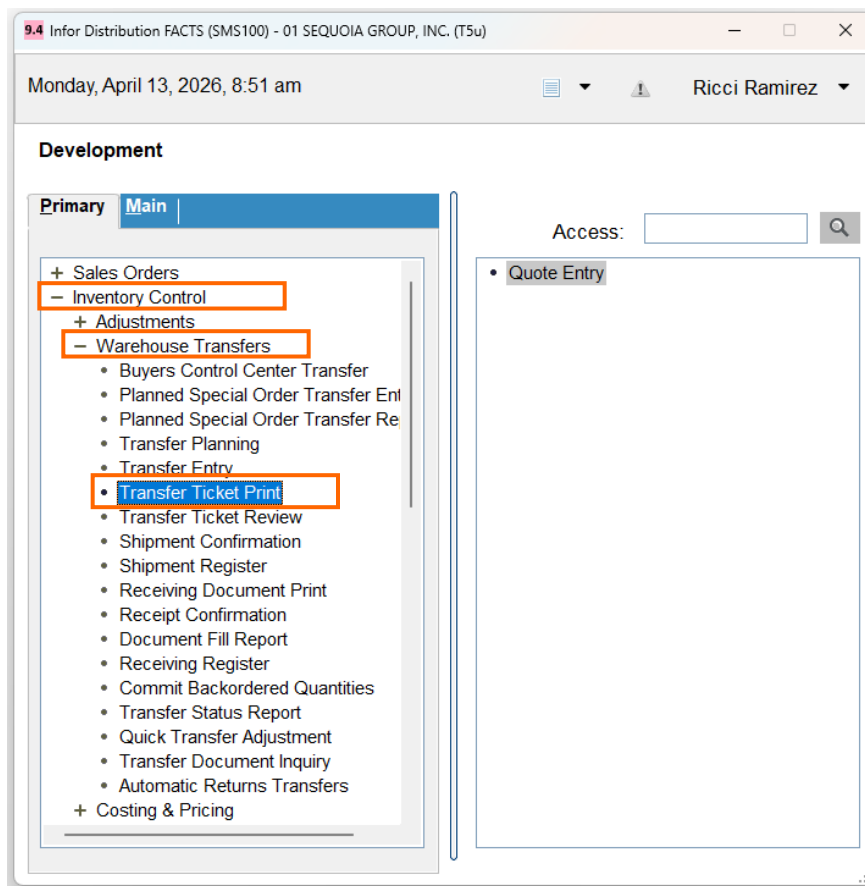 9.4 Infor Distribution FACTS (SMS100) - 01 SEQUOIA GROUP, INC. (T5u)
Monday, April 13, 2026, 8:51 am
Ricci Ramirez
Development
Primary
Main
Access:
+ Sales Orders
− Inventory Control
+ Adjustments
− Warehouse Transfers
• Buyers Control Center Transfer
• Planned Special Order Transfer Ent
• Planned Special Order Transfer Re
• Transfer Planning
• Transfer Entry
• Transfer Ticket Print
• Transfer Ticket Review
• Shipment Confirmation
• Shipment Register
• Receiving Document Print
• Receipt Confirmation
• Document Fill Report
• Receiving Register
• Commit Backordered Quantities
• Transfer Status Report
• Quick Transfer Adjustment
• Transfer Document Inquiry
• Automatic Returns Transfers
+ Costing & Pricing
• Quote Entry